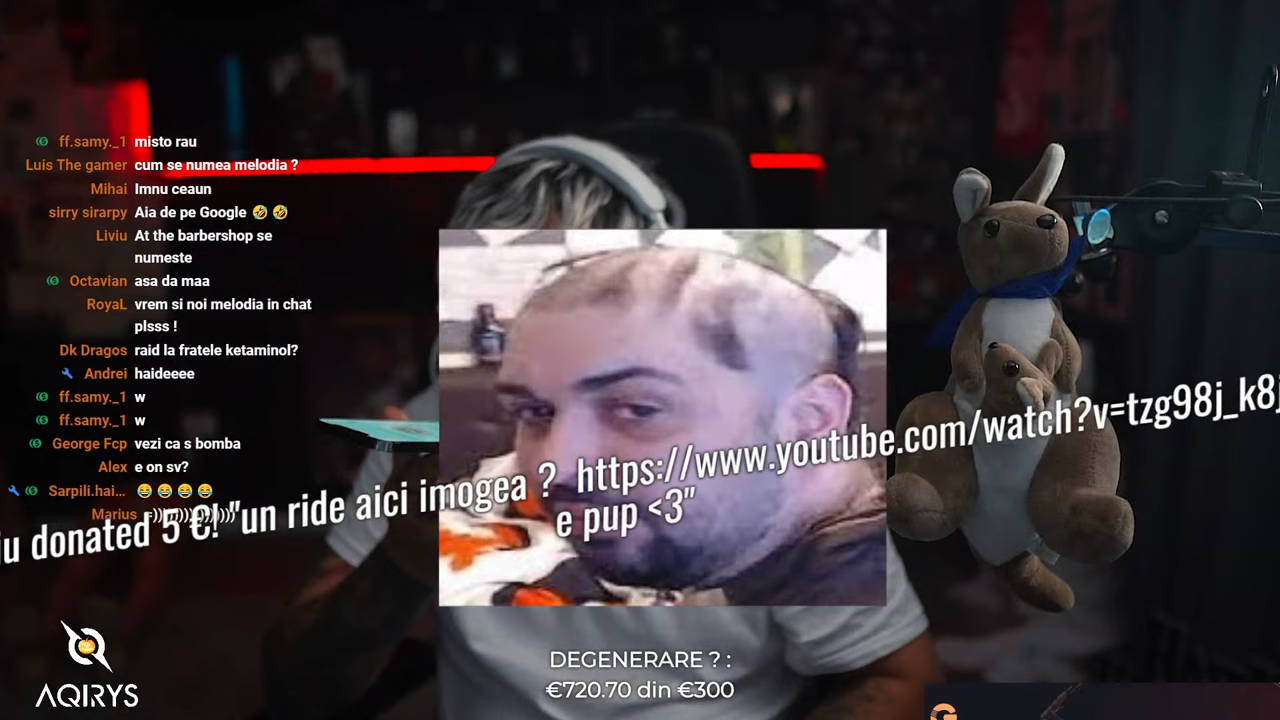 ff.samy._1 misto rau
Luis The gamer cum se numea melodia ?
Mihai Imnu ceaun
sirry sirarpy Aia de pe Google 🤣 🤣
Liviu At the barbershop se
numeste
Octavian asa da maa
RoyaL vrem si noi melodia in chat
plsss !
Dk Dragos raid la fratele ketaminol?
Andrei haideeee
ff.samy._1 w
ff.samy._1 w
George Fcp vezi ca s bomba
Alex e on sv?
Sarpili.hai... 😂 😂 😂 😂
Marius
iu donated 5 €! "un ride aici imogea ? https://www.youtube.com/watch?v=tzg98j_k8j
e pup <3"
DEGENERARE ? :
€720.70 din €300
AQIRYS